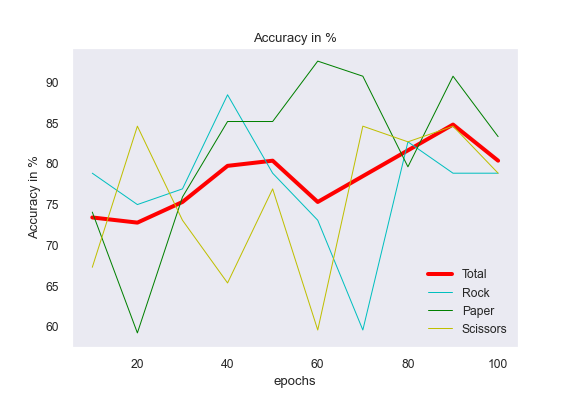 Accuracy in %
Accuracy in %
90
85
80
75
70
65
60
Total
Rock
Paper
Scissors
20
40
60
80
100
epochs